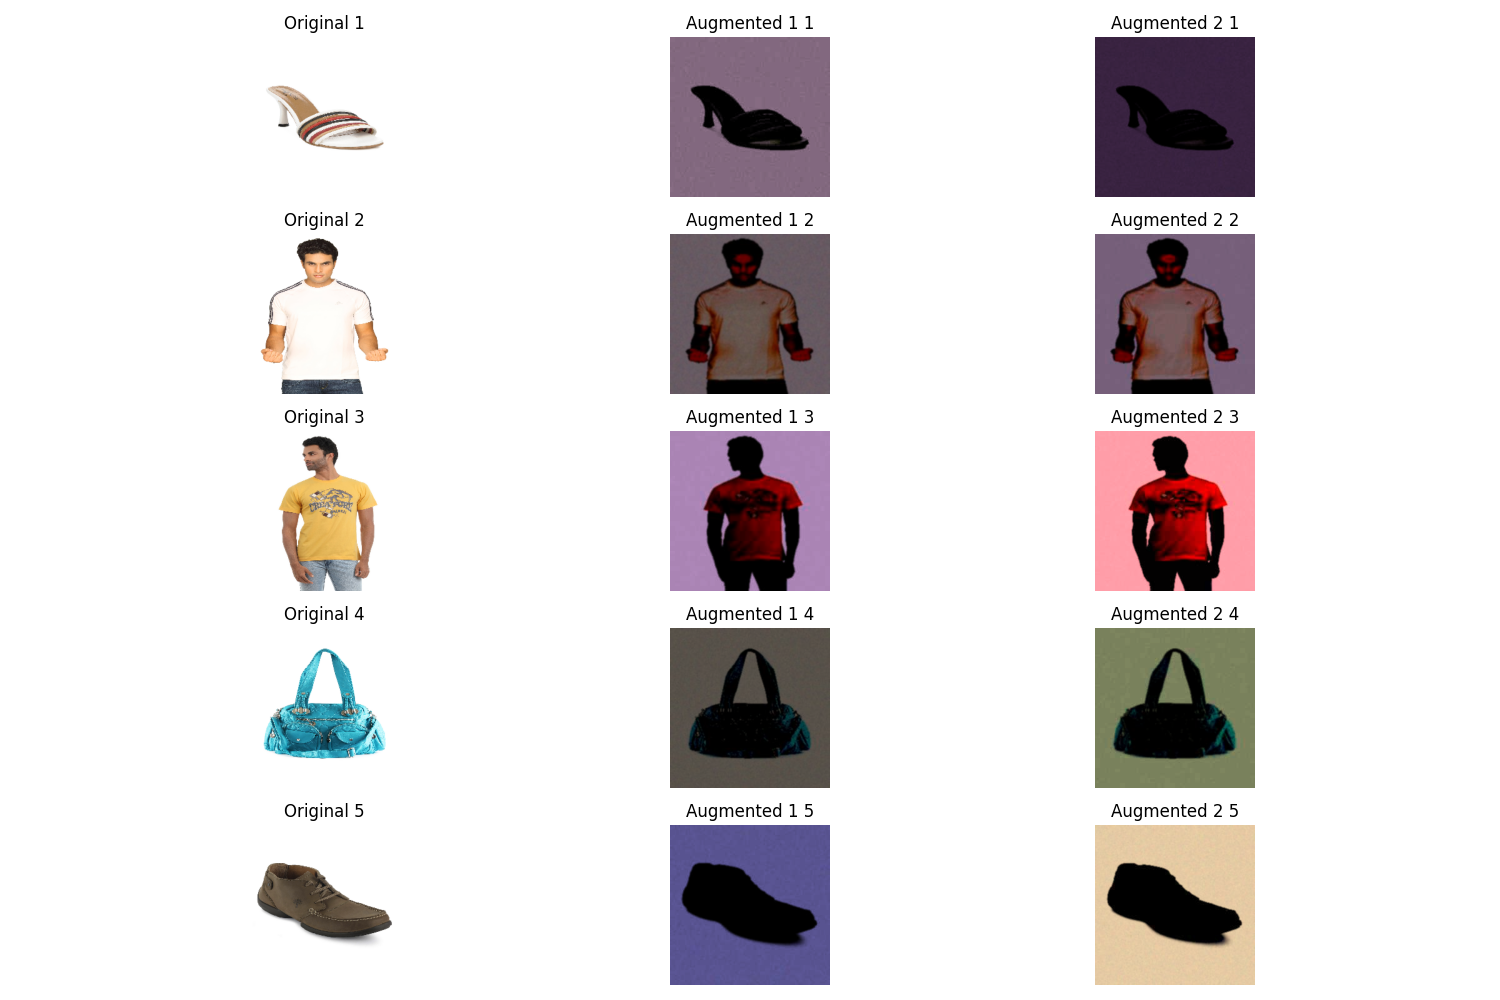 Original 1
Augmented 1 1
Augmented 2 1
Original 2
Augmented 1 2
Augmented 2 2
Original 3
Augmented 1 3
Augmented 2 3
Original 4
Augmented 1 4
Augmented 2 4
Original 5
Augmented 1 5
Augmented 2 5